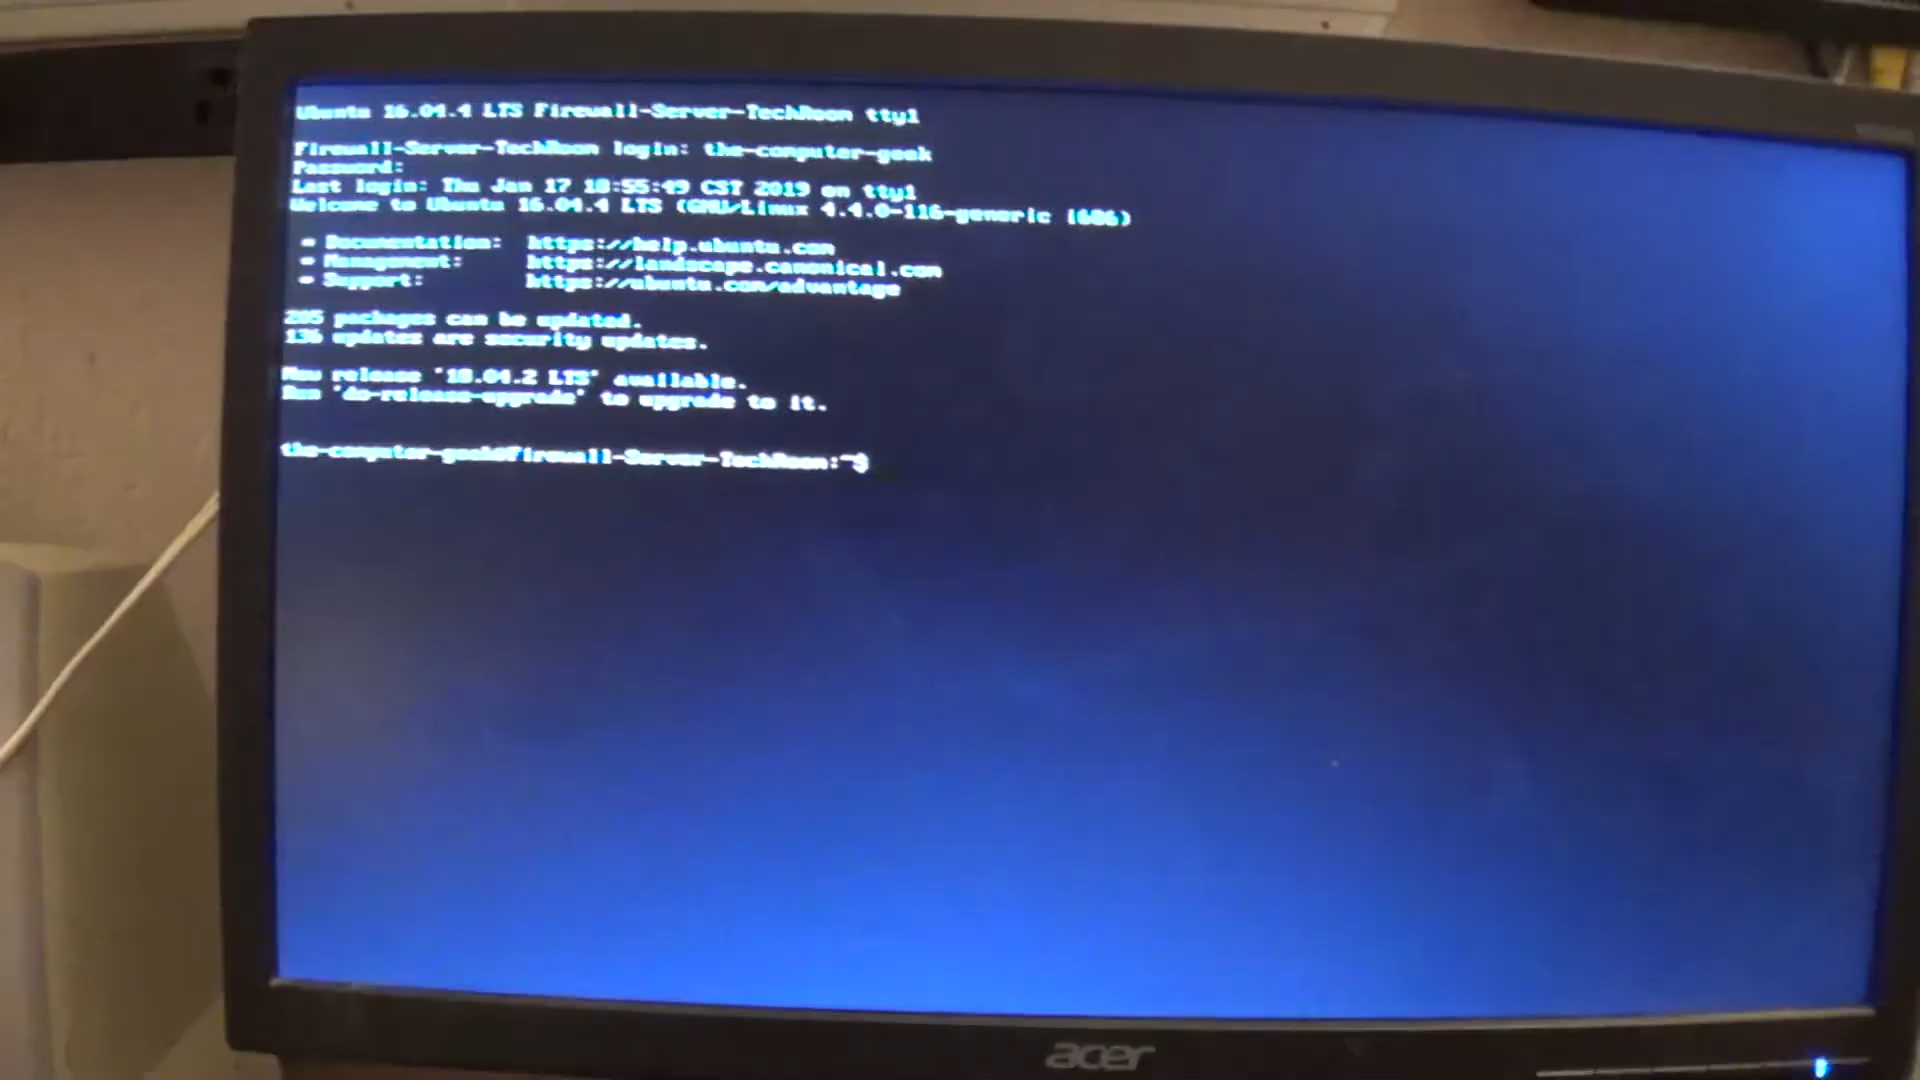 Ubuntu 16.04.4 LTS Firewall-Server-TechRoom tty1
Firewall-Server-TechRoom login: the-computer-geek
Password:
Last login: Thu Jan 17 18:55:49 CST 2019 on tty1
Welcome to Ubuntu 16.04.4 LTS (GNU/Linux 4.4.0-116-generic i686)
* Documentation: https://help.ubuntu.com
* Management: https://landscape.canonical.com
* Support: https://ubuntu.com/advantage
205 packages can be updated.
136 updates are security updates.
New release '18.04.2 LTS' available.
Run 'do-release-upgrade' to upgrade to it.
the-computer-geek@Firewall-Server-TechRoom:~$
acer